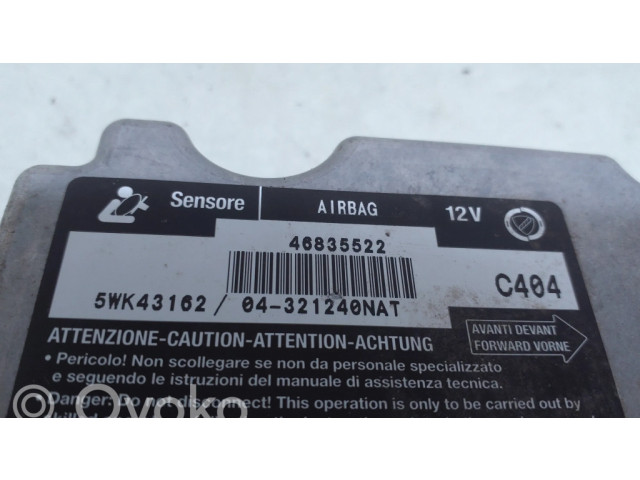 Sensore AIRBAG 12V
46835522
C404
5WK43162 / 04-321240NAT
ATTENZIONE-CAUTION-ATTENTION-ACHTUNG
AVANTI DEVANT
FORWARD VORNE
• Pericolo! Non scollegare se non da personale specializzato
e seguendo le istruzioni del manuale di assistenza tecnica.
• Danger: Do not disconnect! This operation is only to be carried out by
Ovoko